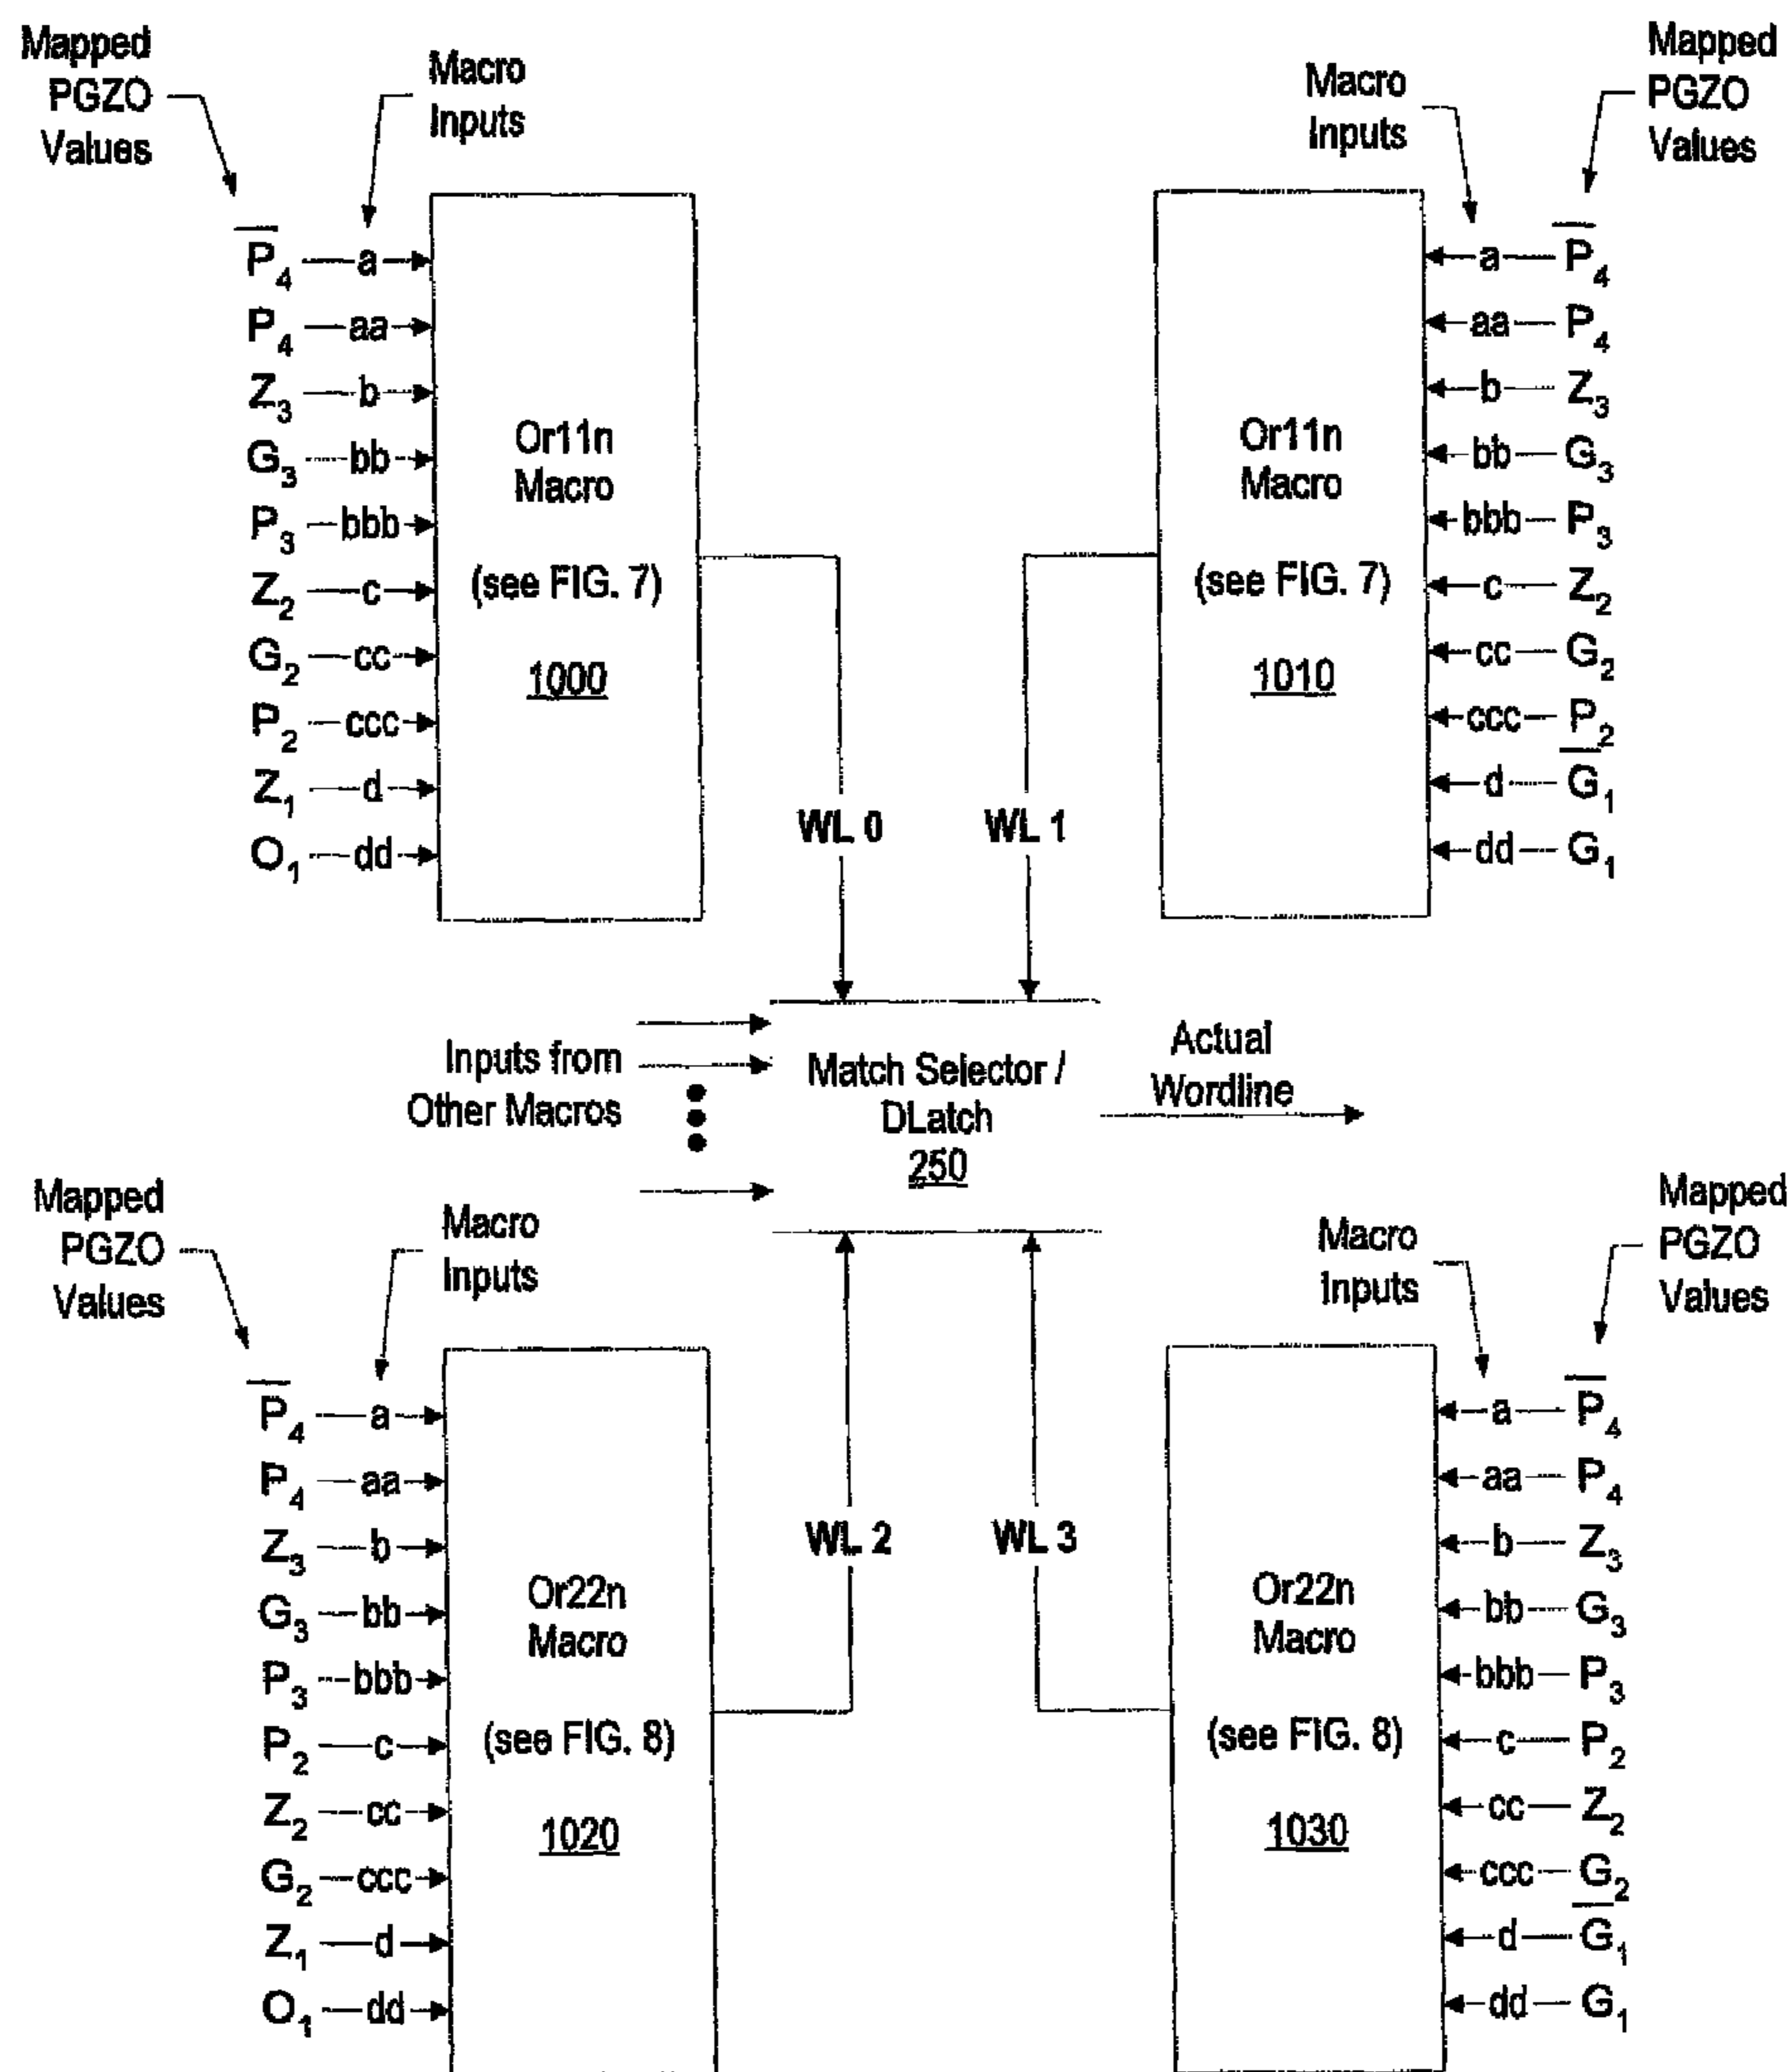 Mapped
PGZO
Values
Macro
Inputs
P̅₄ a
P₄ aa
Z₃ b
G₃ bb
P₃ bbb
Z₂ c
G₂ cc
P₂ ccc
Z₁ d
O₁ dd
Or11n
Macro
(see FIG. 7)
1000
WL 0
Macro
Inputs
Mapped
PGZO
Values
a P̅₄
aa P₄
b Z₃
bb G₃
bbb P₃
c Z₂
cc G₂
ccc P₂
d G̅₁
dd G₁
Or11n
Macro
(see FIG. 7)
1010
WL 1
Inputs from
Other Macros
Match Selector /
DLatch
250
Actual
Wordline
Mapped
PGZO
Values
Macro
Inputs
P̅₄ a
P₄ aa
Z₃ b
G₃ bb
P₃ bbb
P₂ c
Z₂ cc
G₂ ccc
Z₁ d
O₁ dd
Or22n
Macro
(see FIG. 8)
1020
WL 2
Macro
Inputs
Mapped
PGZO
Values
a P̅₄
aa P₄
b Z₃
bb G₃
bbb P₃
c P₂
cc Z₂
ccc G₂
d G̅₁
dd G₁
Or22n
Macro
(see FIG. 8)
1030
WL 3